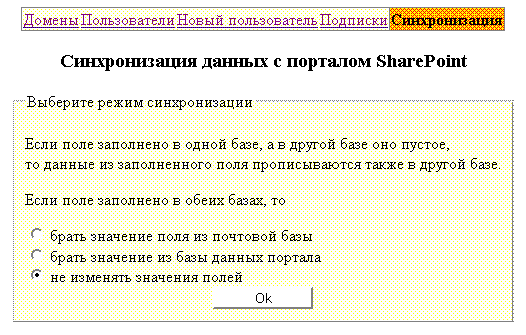 Домены Пользователи Новый пользователь Подписки Синхронизация
Синхронизация данных с порталом SharePoint
Выберите режим синхронизации
Если поле заполнено в одной базе, а в другой базе оно пустое,
то данные из заполненного поля прописываются также в другой базе.
Если поле заполнено в обеих базах, то
брать значение поля из почтовой базы
брать значение из базы данных портала
не изменять значения полей
Ok